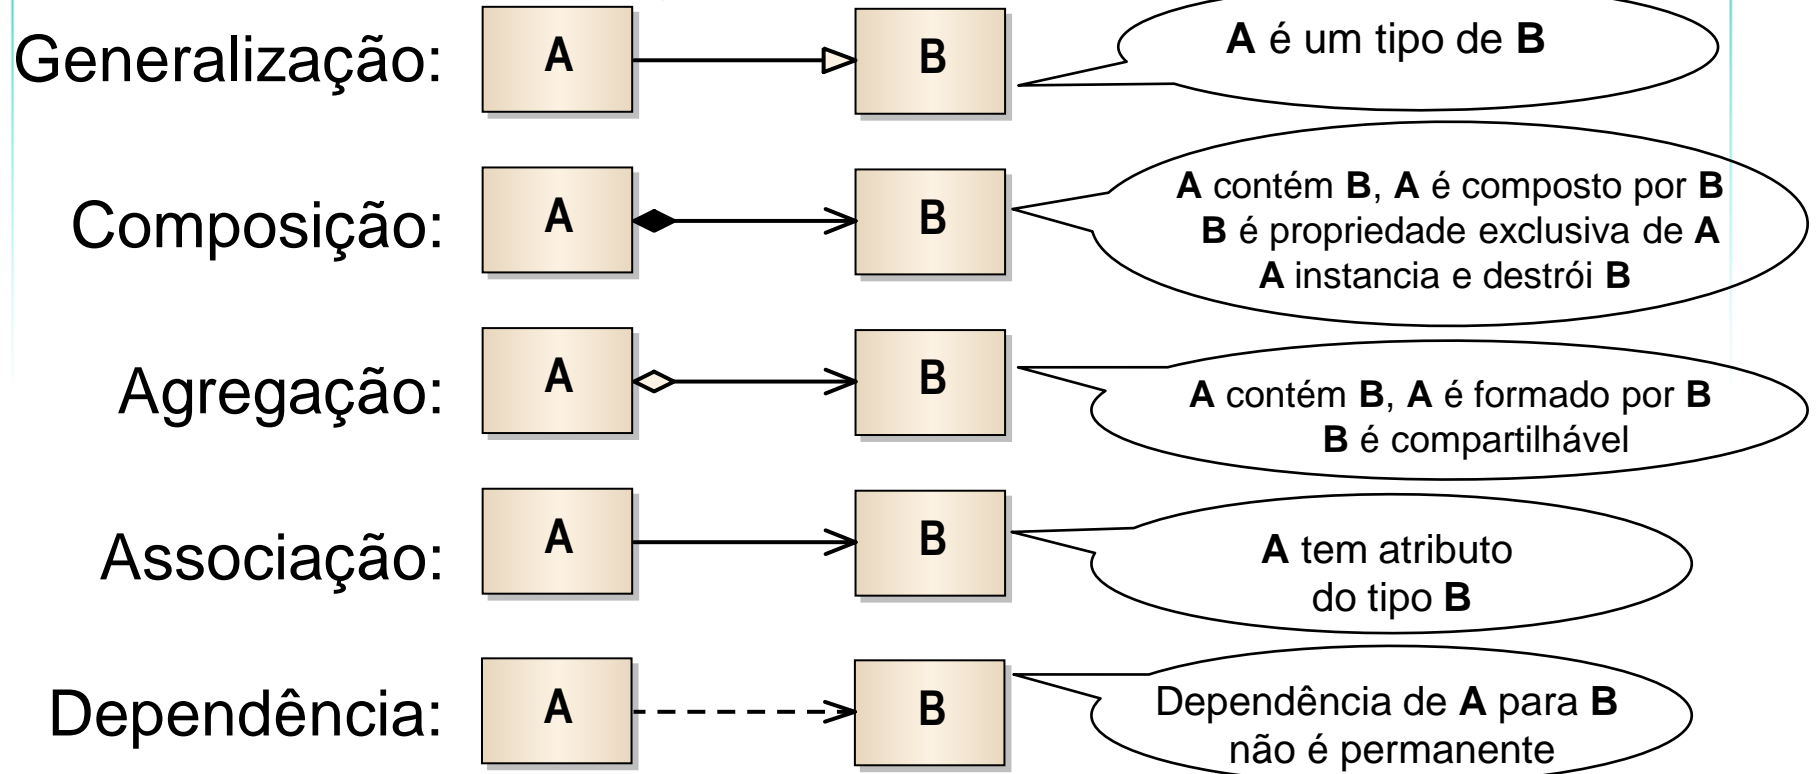 Generalização:
A
B
A é um tipo de B
Composição:
A
B
A contém B, A é composto por B
B é propriedade exclusiva de A
A instancia e destrói B
Agregação:
A
B
A contém B, A é formado por B
B é compartilhável
Associação:
A
B
A tem atributo
do tipo B
Dependência:
A
B
Dependência de A para B
não é permanente